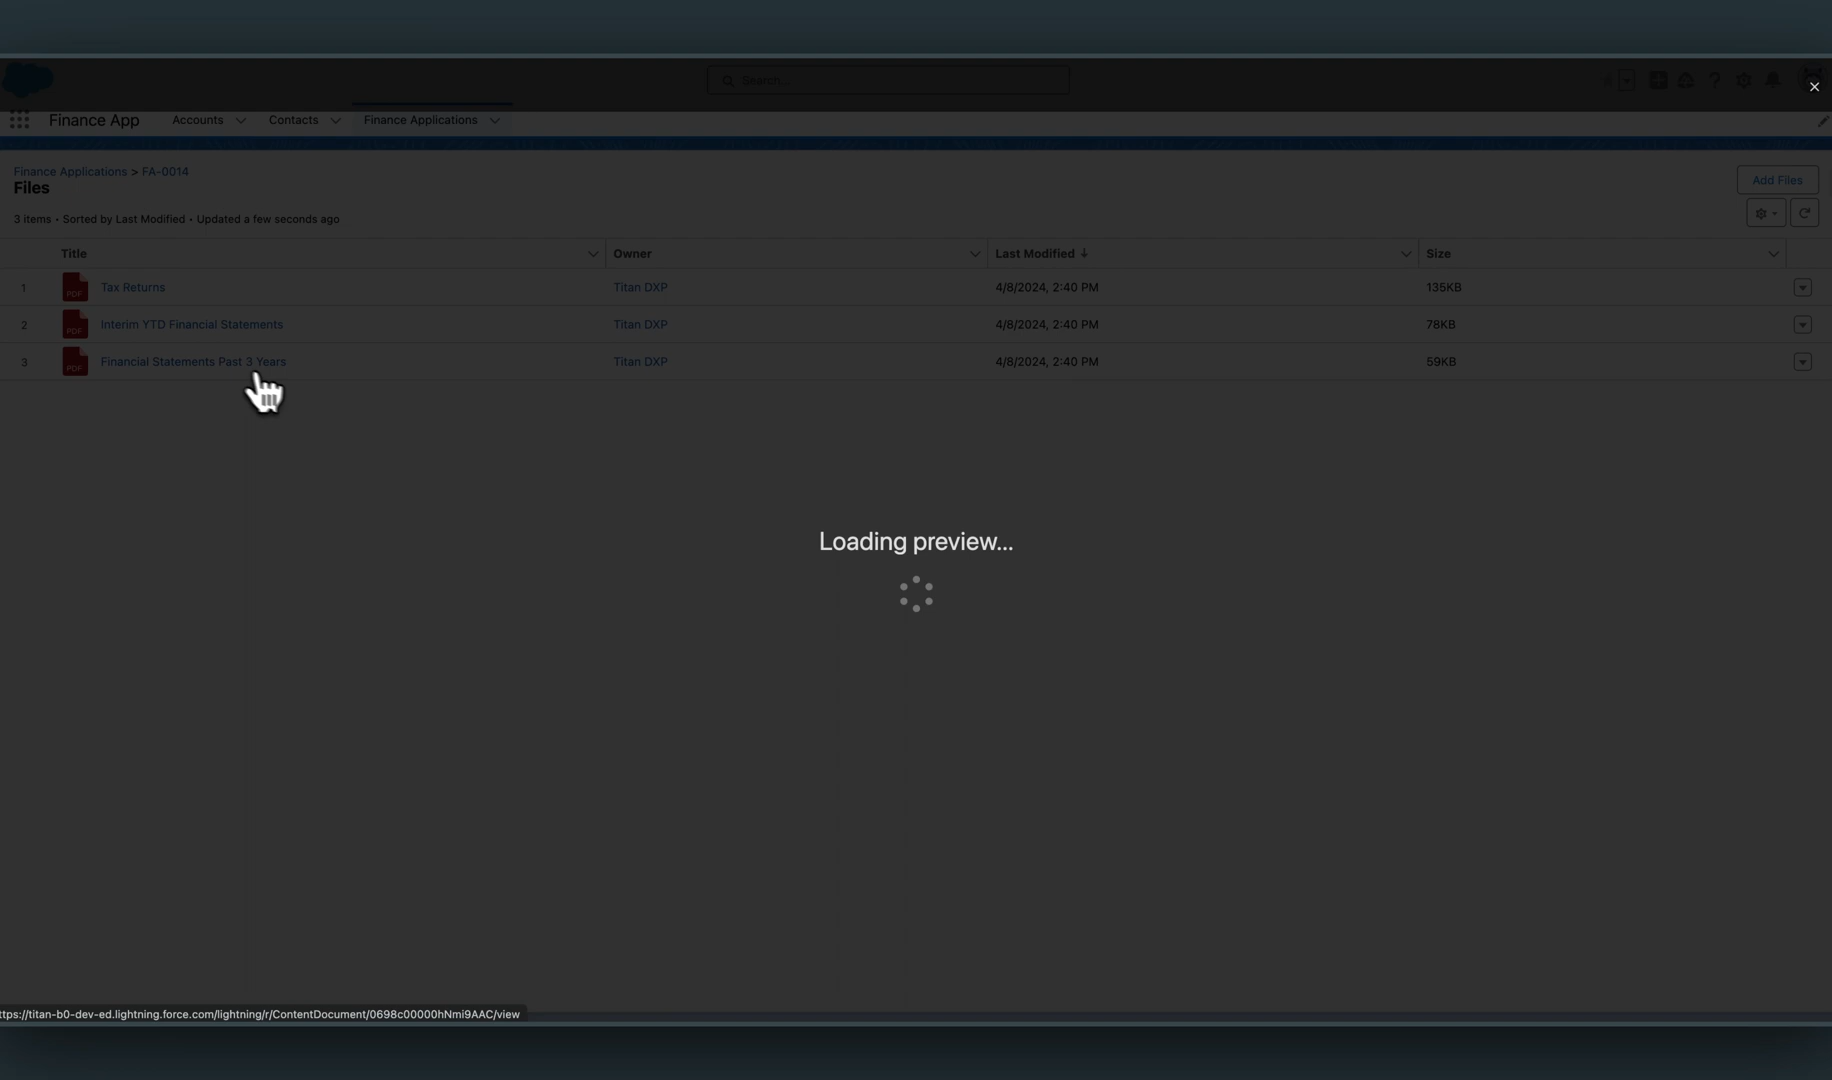 Search...
Finance App
Accounts
Contacts
Finance Applications
Finance Applications > FA-0014
Files
Add Files
3 items • Sorted by Last Modified • Updated a few seconds ago
Title Owner Last Modified ↓ Size
1 PDF Tax Returns Titan DXP 4/8/2024, 2:40 PM 135KB
2 PDF Interim YTD Financial Statements Titan DXP 4/8/2024, 2:40 PM 78KB
3 PDF Financial Statements Past 3 Years Titan DXP 4/8/2024, 2:40 PM 59KB
Loading preview...
ttps://titan-b0-dev-ed.lightning.force.com/lightning/r/ContentDocument/0698c00000hNmi9AAC/view